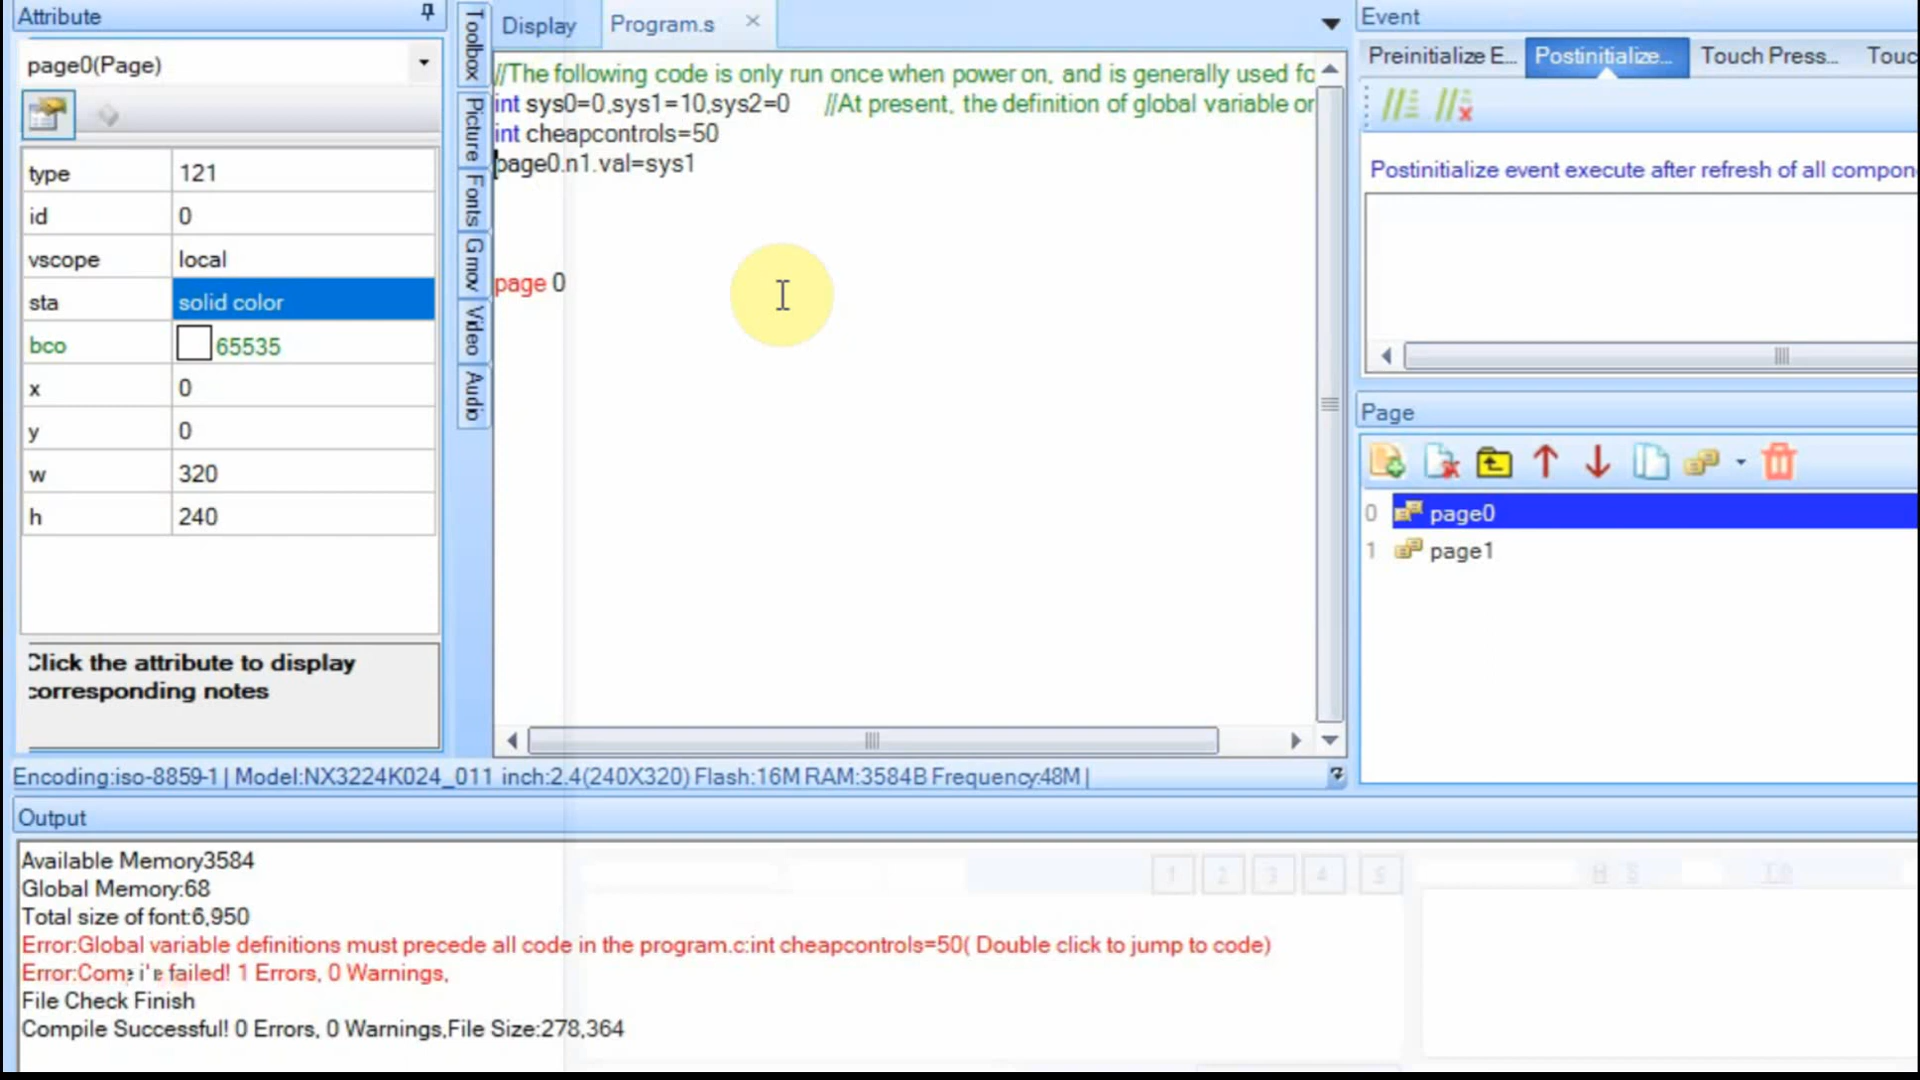 Attribute
page0(Page)
type 121
id 0
vscope local
sta solid color
bco 65535
x 0
y 0
w 320
h 240
Click the attribute to display
corresponding notes
Toolbox
Picture
Fonts
Gmov
Video
Audio
Display
Program.s
//The following code is only run once when power on, and is generally used fo
int sys0=0,sys1=10,sys2=0 //At present, the definition of global variable or
int cheapcontrols=50
page0.n1.val=sys1
page 0
Event
Preinitialize E... Postinitialize... Touch Press... Touc
Postinitialize event execute after refresh of all compon
Page
0 page0
1 page1
Encoding:iso-8859-1 | Model:NX3224K024_011 inch:2.4(240X320) Flash:16M RAM:3584B Frequency:48M |
Output
Available Memory3584
Global Memory:68
Total size of font:6,950
Error:Global variable definitions must precede all code in the program.c:int cheapcontrols=50( Double click to jump to code)
failed! 1 Errors, 0 Warnings,
File Check Finish
Compile Successful! 0 Errors, 0 Warnings,File Size:278,364
1 2 3 4